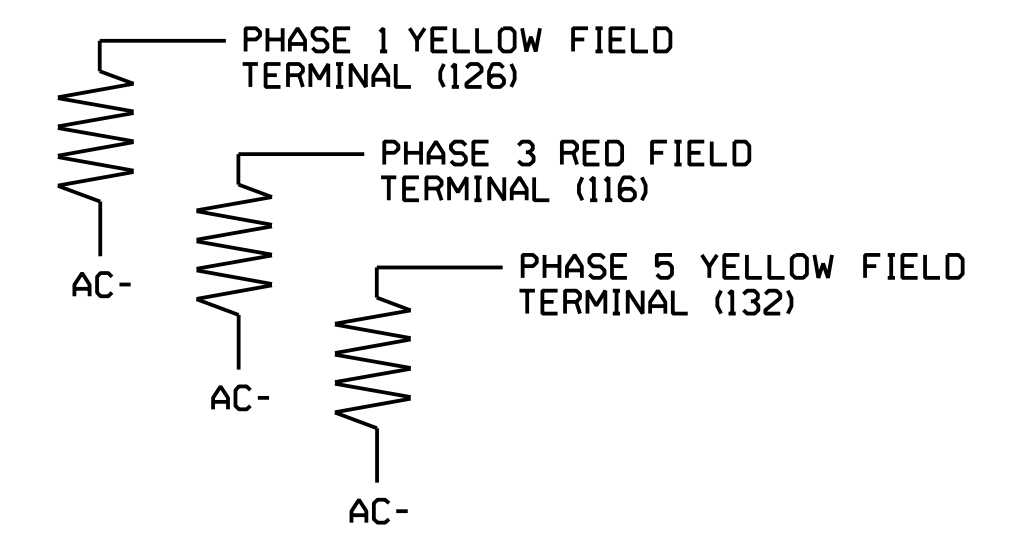 PHASE 1 YELLOW FIELD
TERMINAL (126)
AC-
PHASE 3 RED FIELD
TERMINAL (116)
AC-
PHASE 5 YELLOW FIELD
TERMINAL (132)
AC-